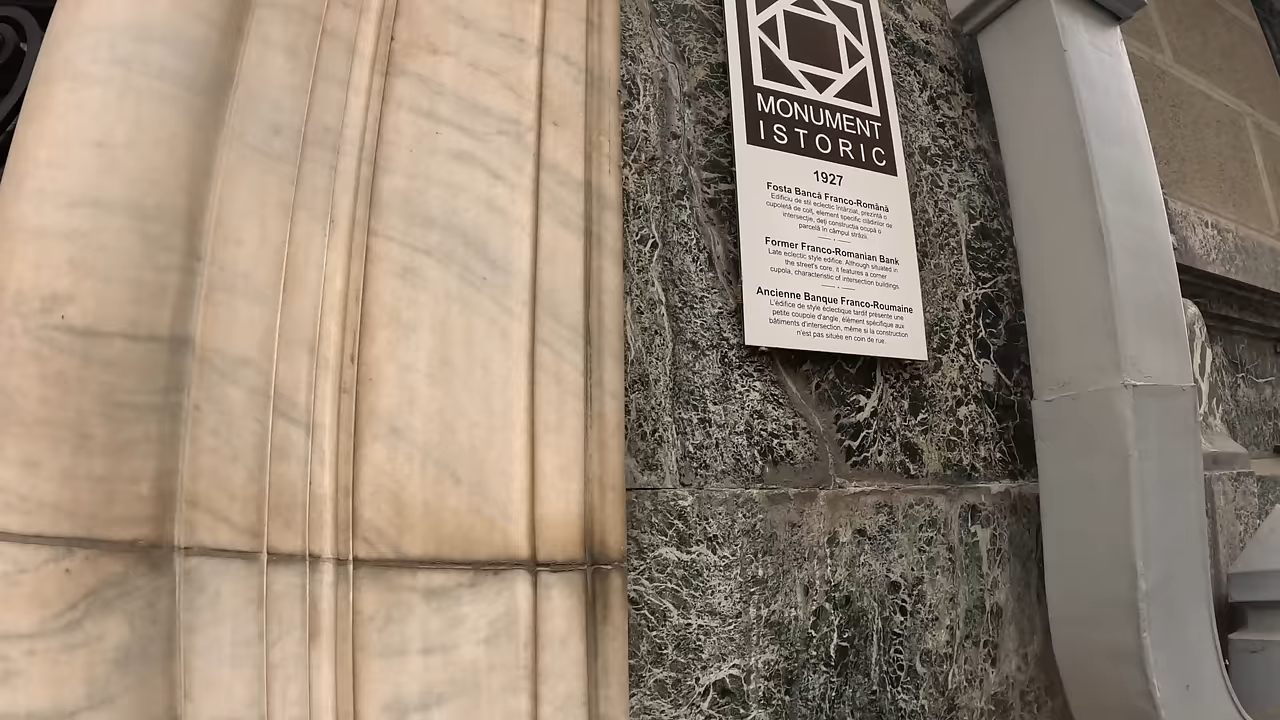 MONUMENT
ISTORIC
1927
Fosta Bancă Franco-Română
Edificiu de stil eclectic întârziat, prezintă o
cupoletă de colț, element specific clădirilor de
intersecție, deși construcția ocupă o
parcelă în câmpul străzii.
Former Franco-Romanian Bank
Late eclectic style edifice. Although situated in
the street's core, it features a corner
cupola, characteristic of intersection buildings.
Ancienne Banque Franco-Roumaine
L'édifice de style éclectique tardif présente une
petite coupole d'angle, élément spécifique aux
bâtiments d'intersection, même si la construction
n'est pas située en coin de rue.